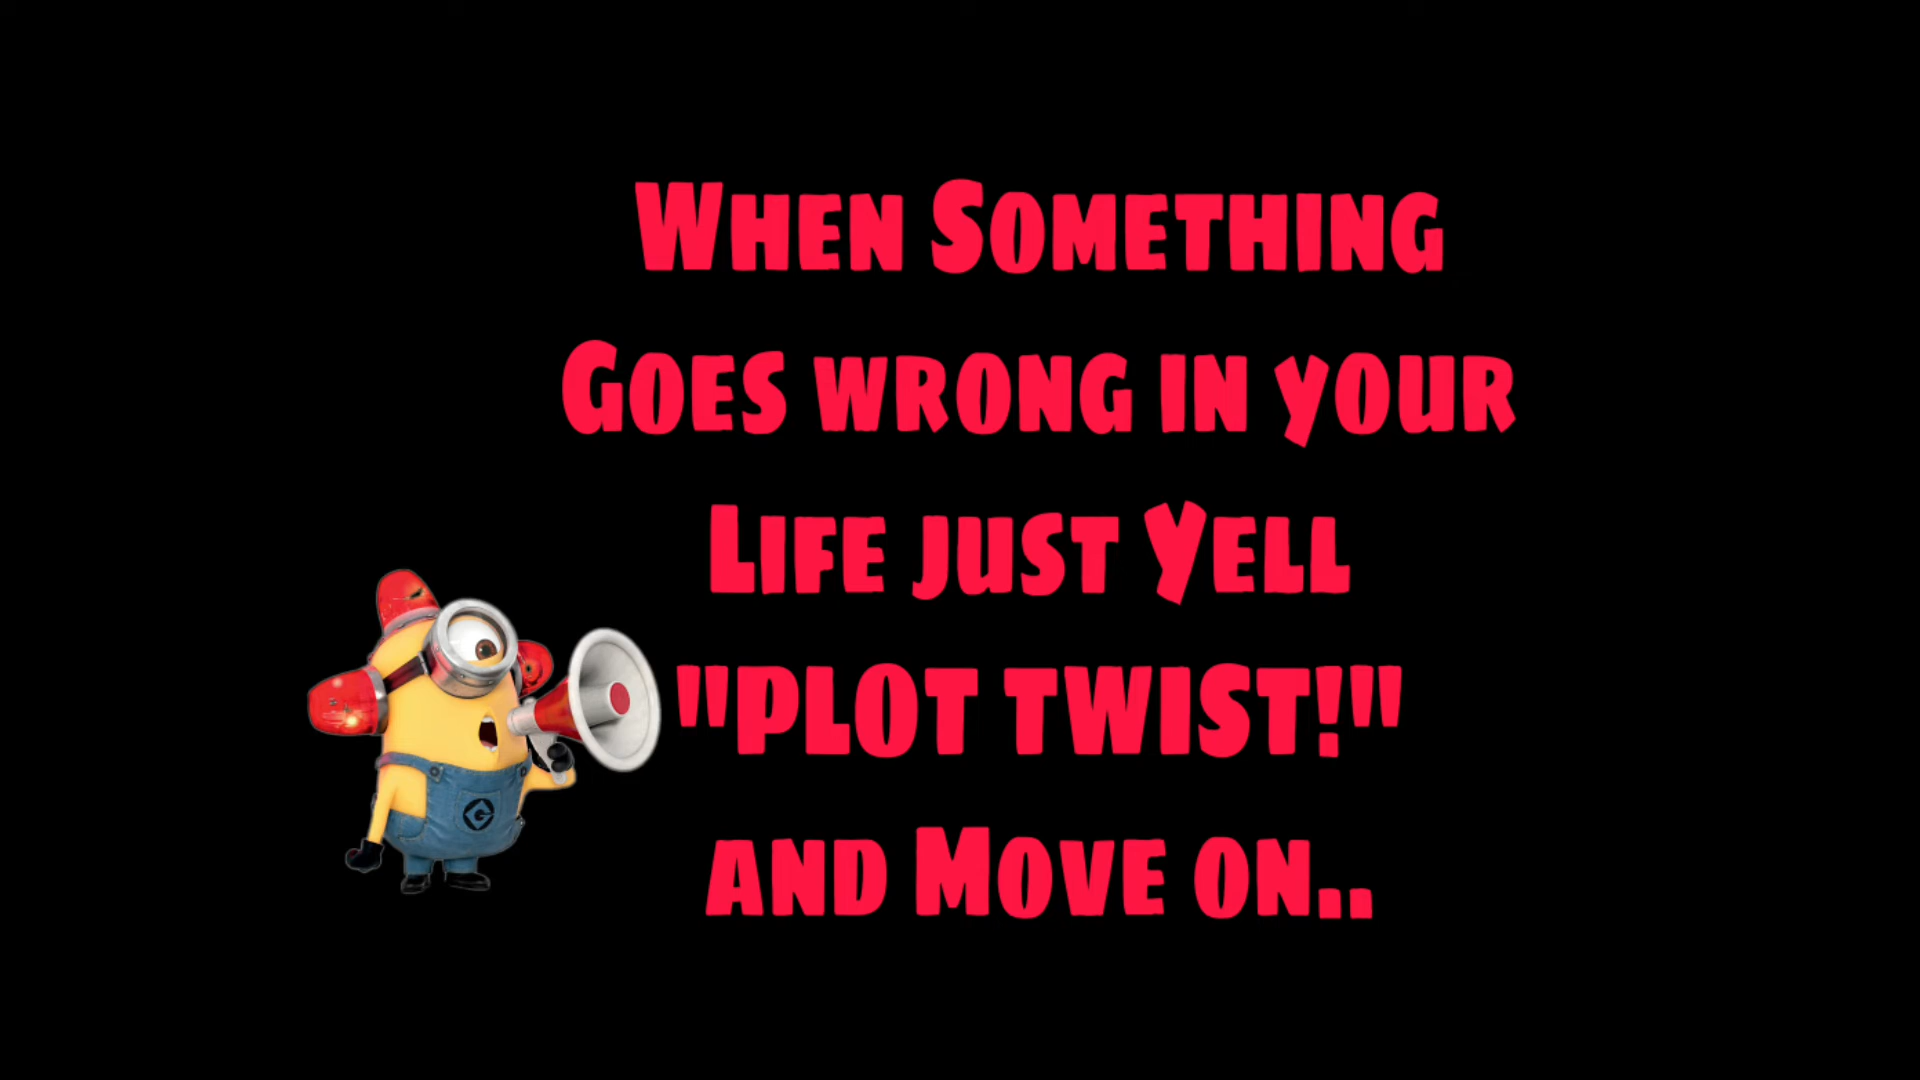 When Something
Goes wrong in your
Life just Yell
"PLOT TWIST!"
and Move on..